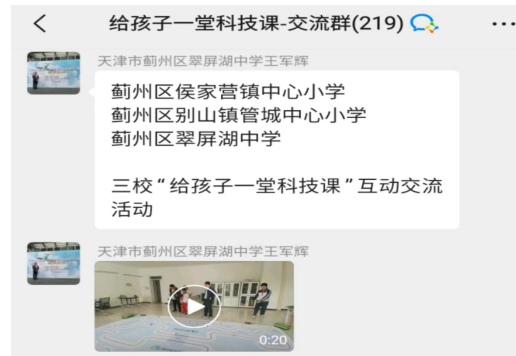 给孩子一堂科技课-交流群(219)
天津市蓟州区翠屏湖中学王军辉
蓟州区侯家营镇中心小学
蓟州区别山镇管城中心小学
蓟州区翠屏湖中学
三校“给孩子一堂科技课”互动交流
活动
天津市蓟州区翠屏湖中学王军辉
0:20